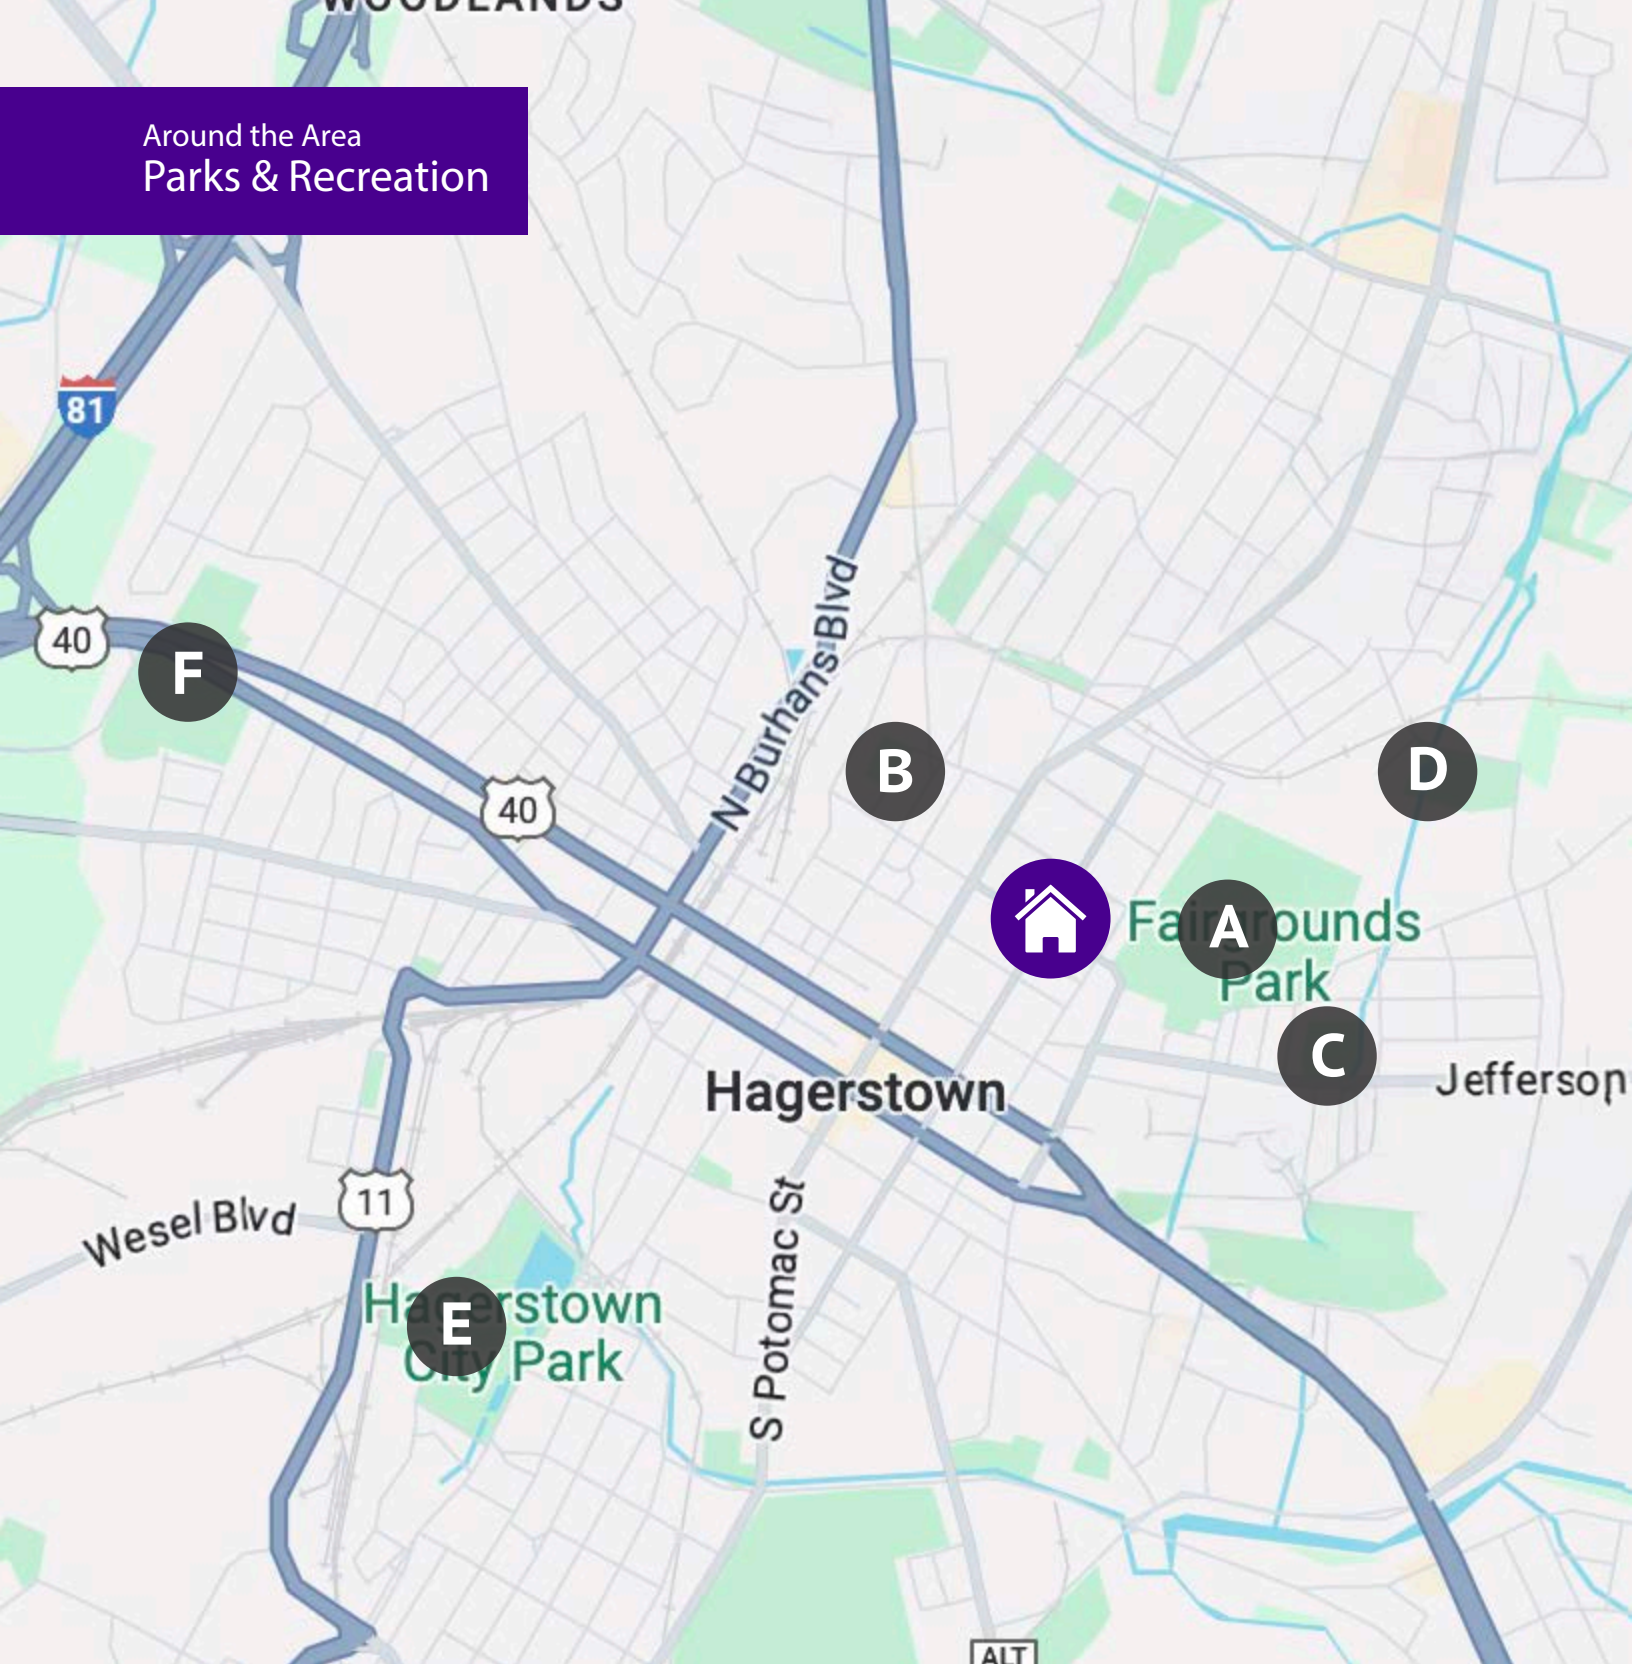 WOODLANDS
Around the Area
Parks & Recreation
81
40
F
40
N Burhans Blvd
B
D
Fairgrounds
Park
A
C
Hagerstown
Jefferson
11
Wesel Blvd
S Potomac St
Hagerstown
City Park
E
ALT